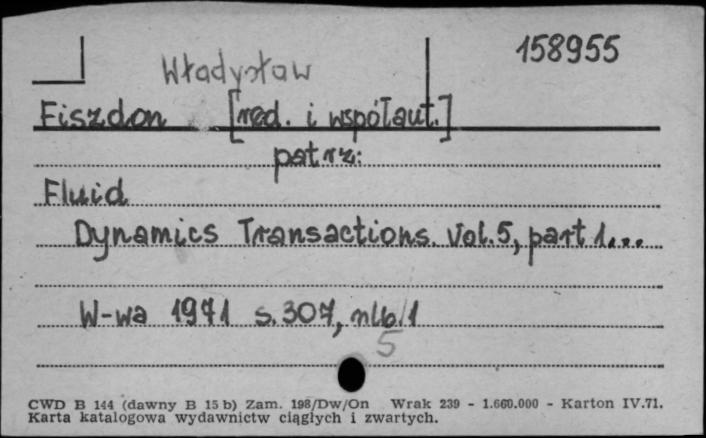 158955
Władysław
Fiszdon [red. i współaut.]
patrz:
Fluid
Dynamics Transactions. Vol. 5, part 1...
W-wa 1971 s. 307, nlb. 1
5
CWD B 144 (dawny B 15 b) Zam. 198/Dw/On Wrak 239 - 1.660.000 - Karton IV.71.
Karta katalogowa wydawnictw ciągłych i zwartych.